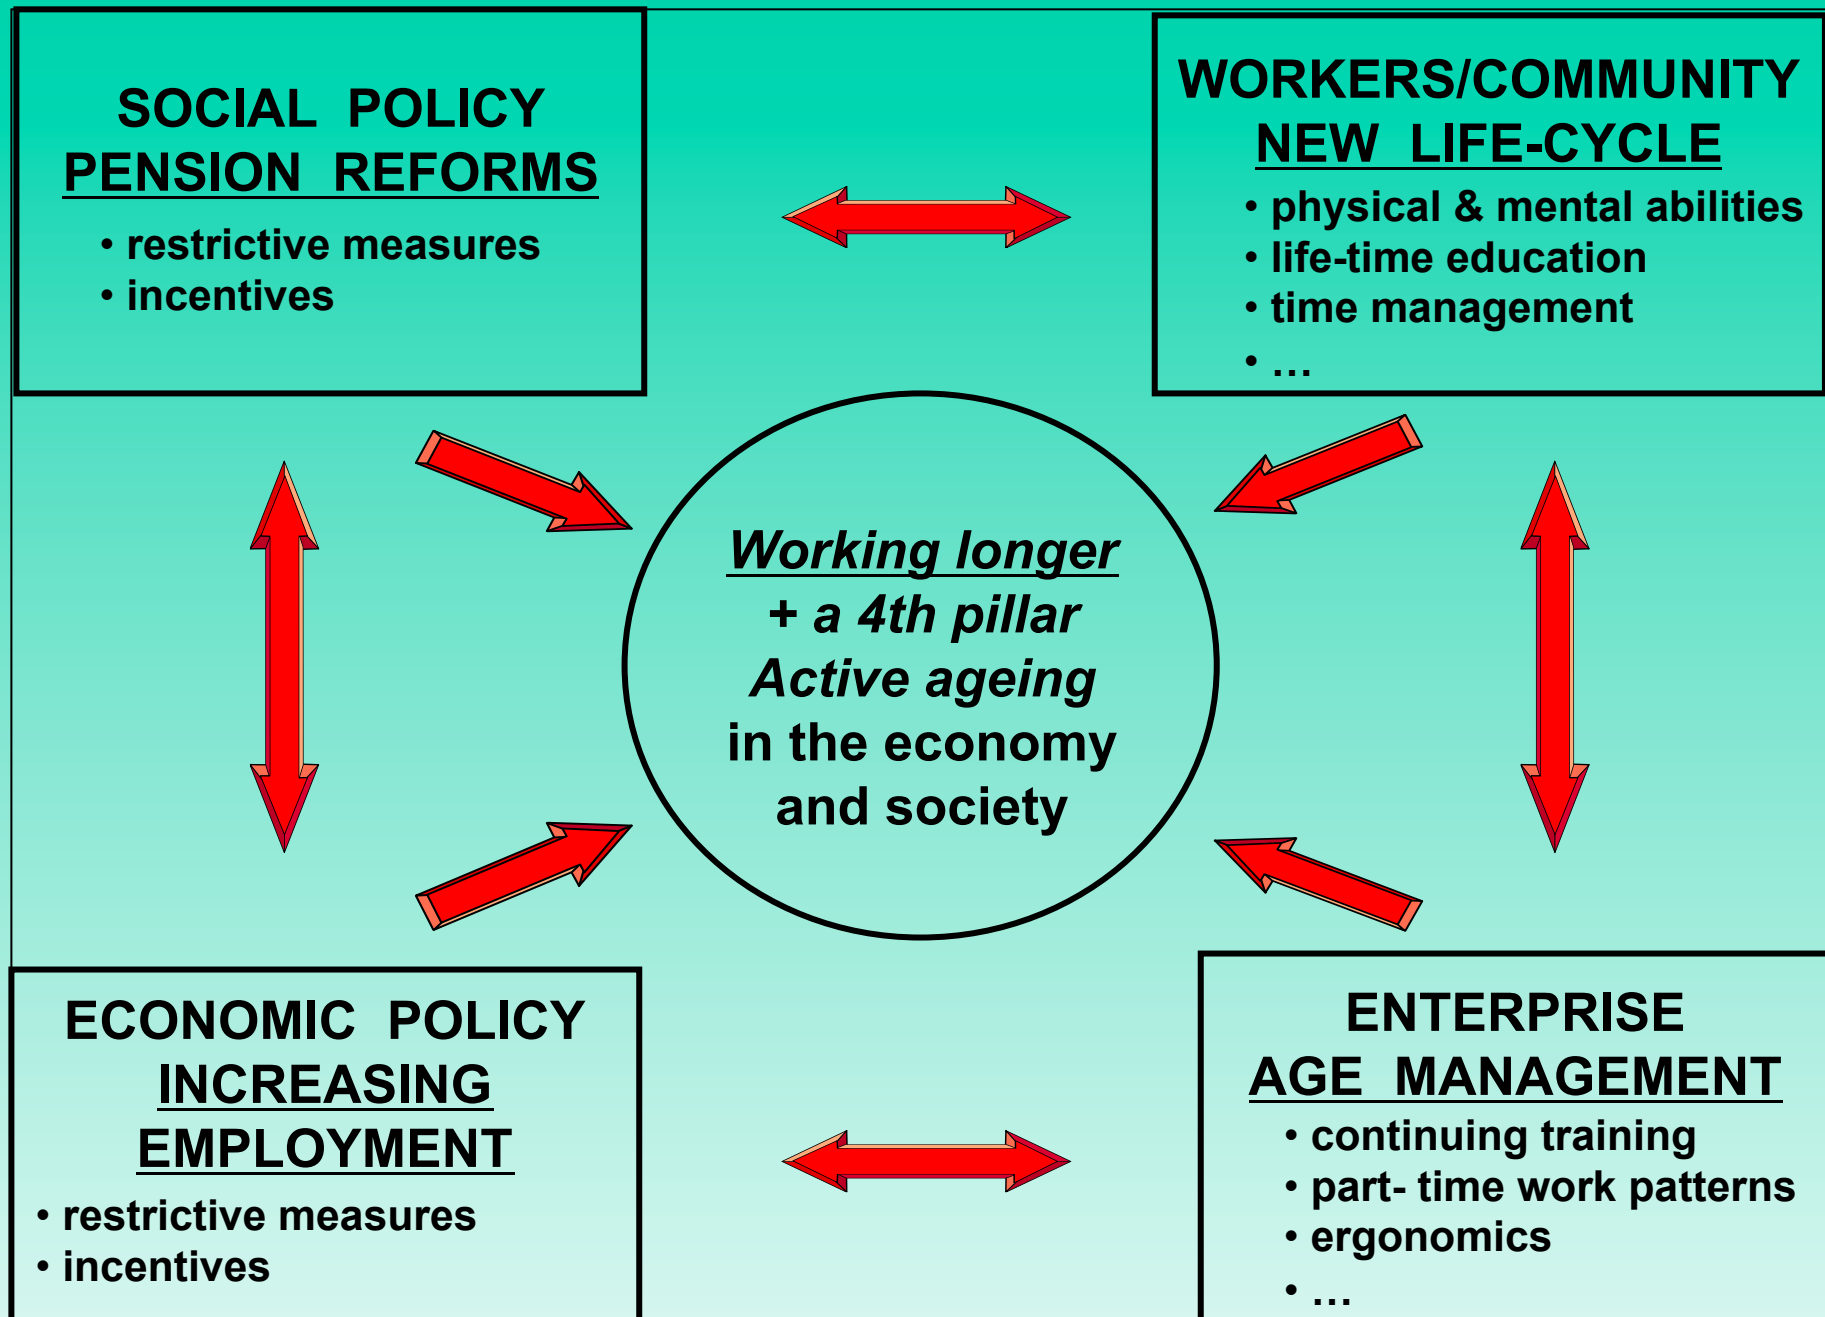 SOCIAL POLICY
PENSION REFORMS
• restrictive measures
• incentives
WORKERS/COMMUNITY
NEW LIFE-CYCLE
• physical & mental abilities
• life-time education
• time management
• …
Working longer
+ a 4th pillar
Active ageing
in the economy
and society
ECONOMIC POLICY
INCREASING
EMPLOYMENT
• restrictive measures
• incentives
ENTERPRISE
AGE MANAGEMENT
• continuing training
• part- time work patterns
• ergonomics
• …